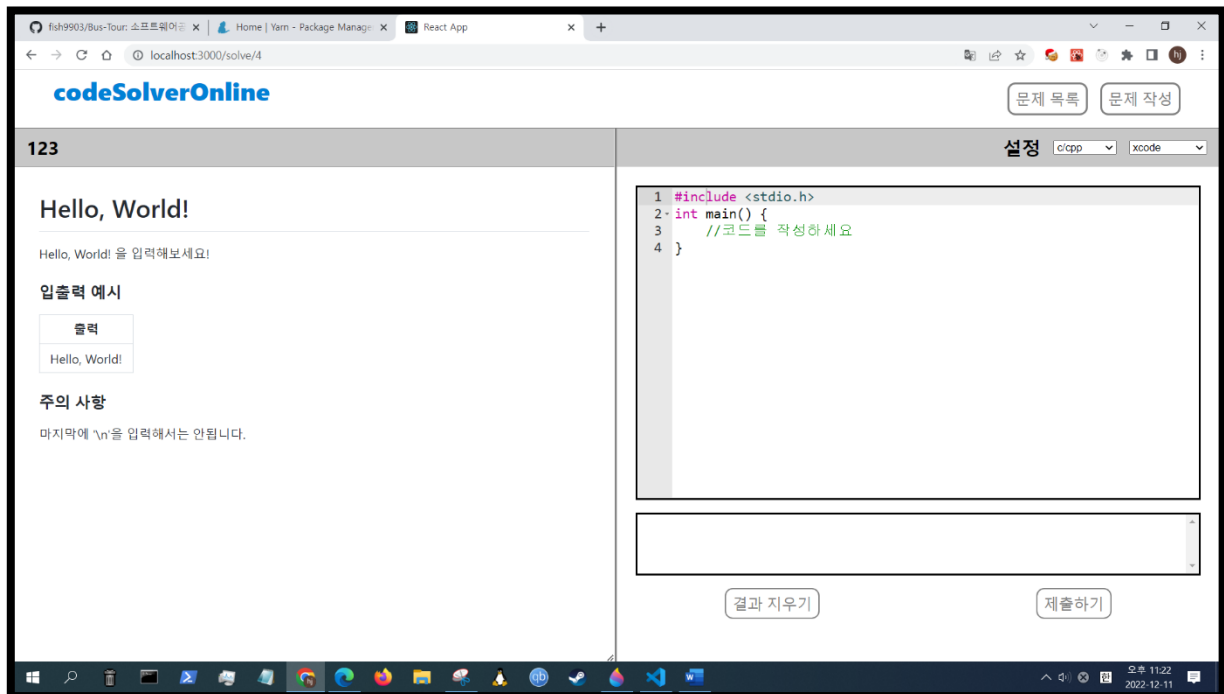 fish9903/Bus-Tour: 소프트웨어공
Home | Yarn - Package Manage
React App
localhost:3000/solve/4
hj
codeSolverOnline
문제 목록
문제 작성
123
설정
c/cpp
xcode
Hello, World!
Hello, World! 을 입력해보세요!
입출력 예시
출력
Hello, World!
주의 사항
마지막에 '\n'을 입력해서는 안됩니다.
1 #include <stdio.h>
2 int main() {
3 //코드를 작성하세요
4 }
결과 지우기
제출하기
qb
한
오후 11:22
2022-12-11